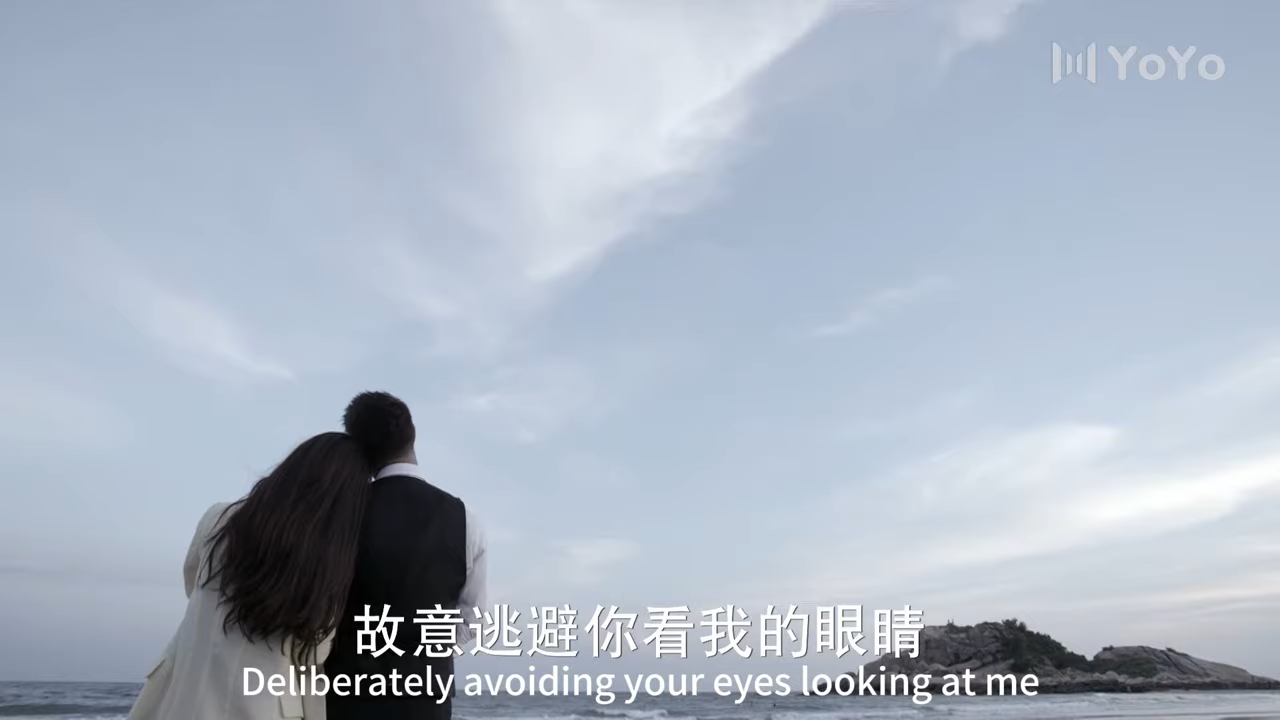 YoYo
故意逃避你看我的眼睛
Deliberately avoiding your eyes looking at me